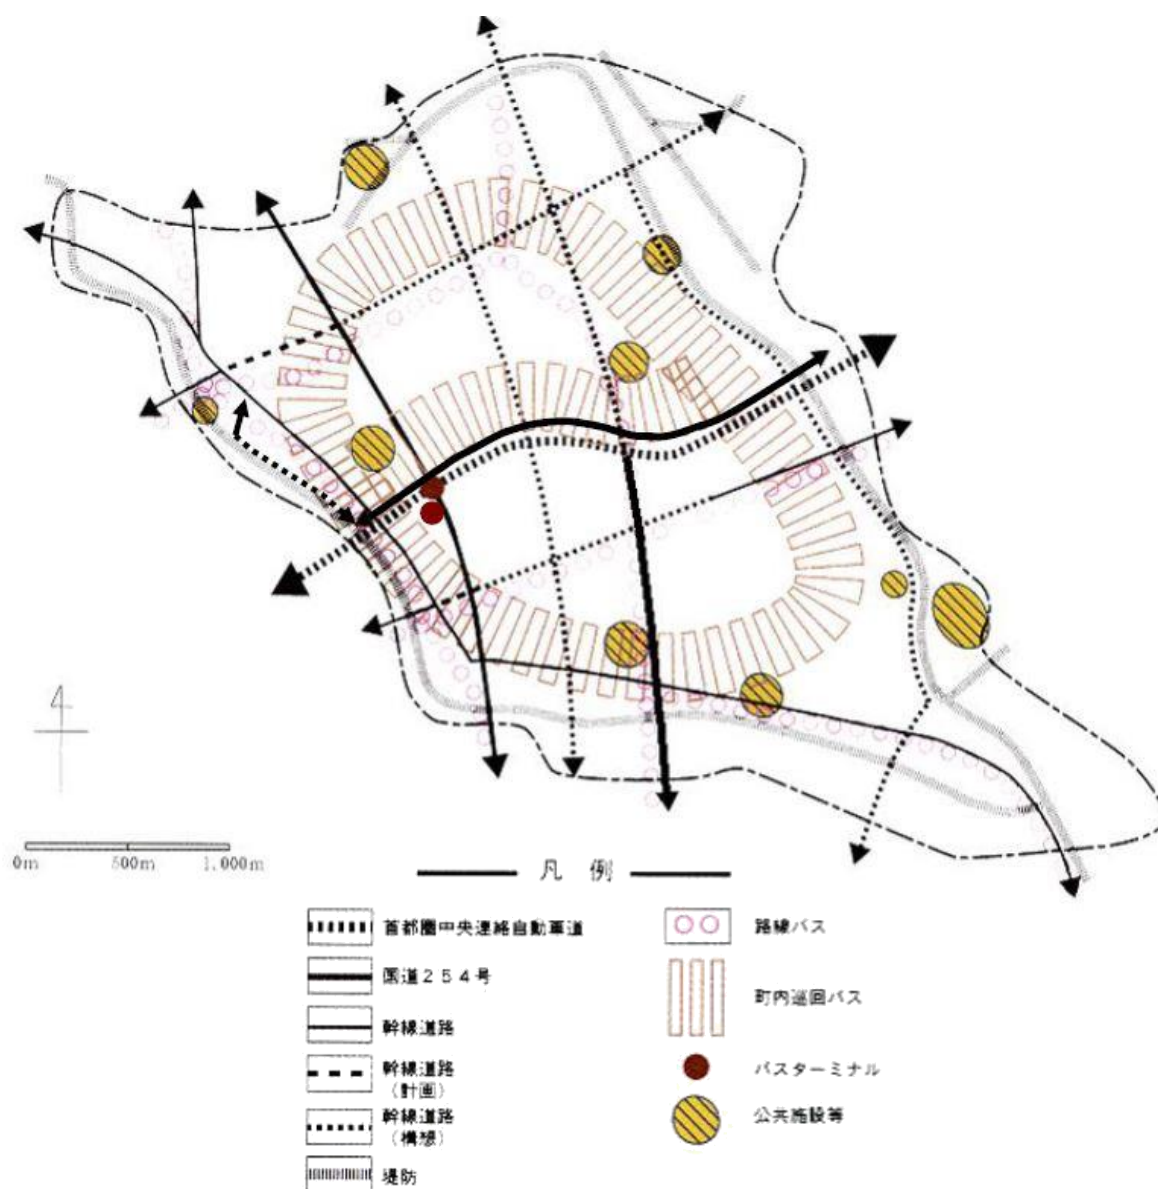 0m 500m 1,000m
凡 例
首都圏中央連絡自動車道
国道254号
幹線道路
幹線道路
(計画)
幹線道路
(構想)
堤防
路線バス
町内巡回バス
バスターミナル
公共施設等